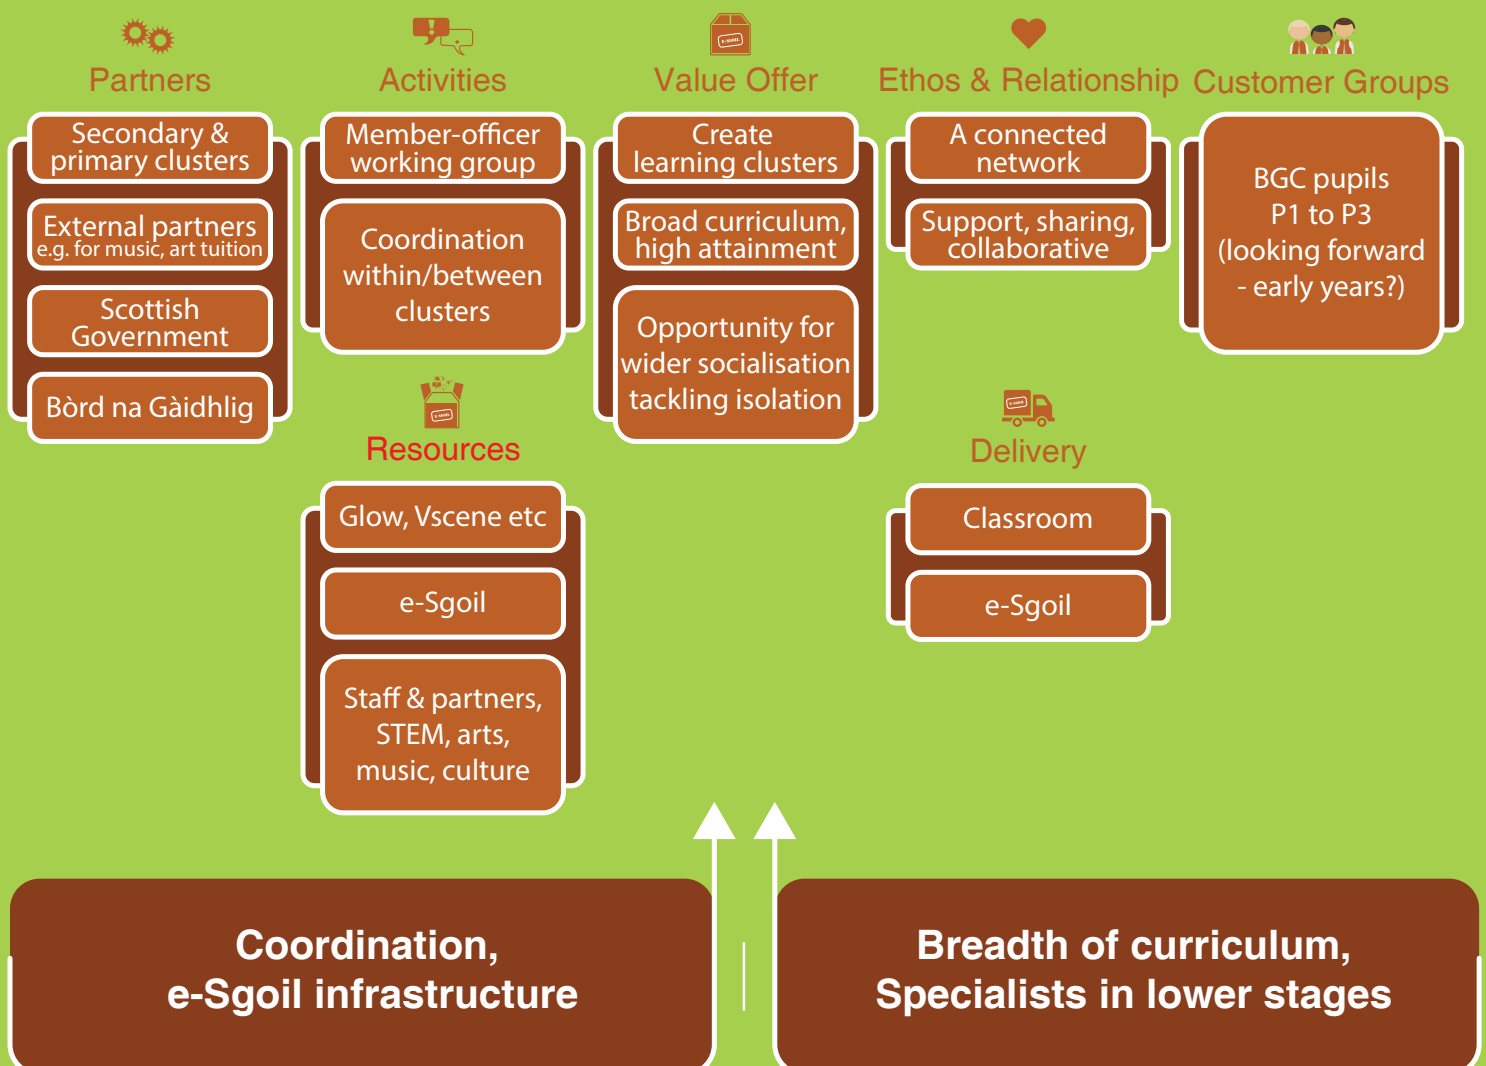 Partners
Secondary &
primary clusters
External partners
e.g. for music, art tuition
Scottish
Government
Bòrd na Gàidhlig
Activities
Member-officer
working group
Coordination
within/between
clusters
Resources
Glow, Vscene etc
e-Sgoil
Staff & partners,
STEM, arts,
music, culture
E-SGOIL
Value Offer
Create
learning clusters
Broad curriculum,
high attainment
Opportunity for
wider socialisation
tackling isolation
Ethos & Relationship
A connected
network
Support, sharing,
collaborative
Delivery
Classroom
e-Sgoil
Customer Groups
BGC pupils
P1 to P3
(looking forward
- early years?)
Coordination,
e-Sgoil infrastructure
Breadth of curriculum,
Specialists in lower stages